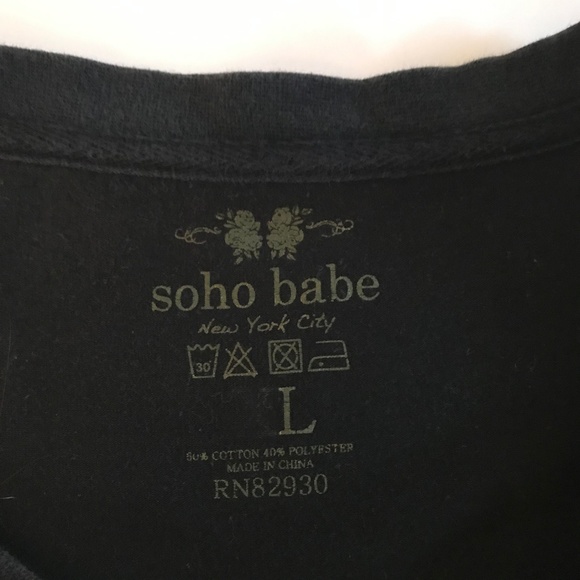 soho babe
New York City
30
L
60% COTTON 40% POLYESTER
MADE IN CHINA
RN82930